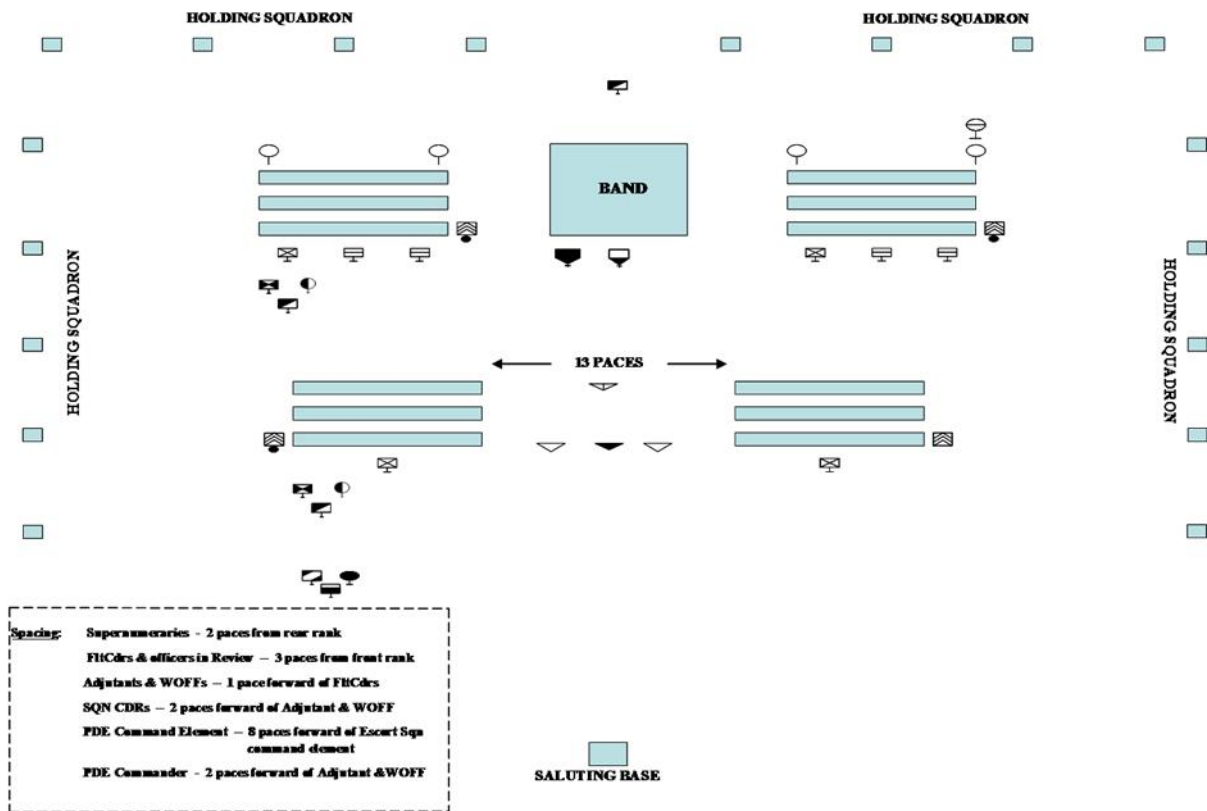 HOLDING SQUADRON
HOLDING SQUADRON
BAND
HOLDING SQUADRON
HOLDING SQUADRON
13 PACES
Spacing: Supernumeraries - 2 paces from rear rank
FltCdrs & officers in Review – 3 paces from front rank
Adjutants & WOFFs – 1 pace forward of FltCdrs
SQN CDRs – 2 paces forward of Adjutant & WOFF
PDE Command Element – 8 paces forward of Escort Sqn
command element
PDE Commander - 2 paces forward of Adjutant &WOFF
SALUTING BASE